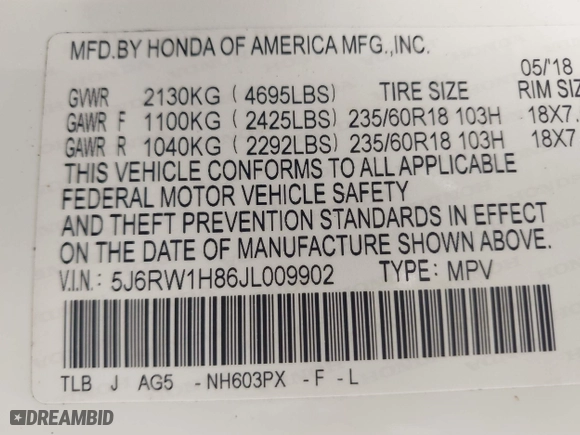 MFD.BY HONDA OF AMERICA MFG.,INC.
05/'18
GVWR 2130KG (4695LBS) TIRE SIZE RIM SIZ
GAWR F 1100KG (2425LBS) 235/60R18 103H 18X7.
GAWR R 1040KG (2292LBS) 235/60R18 103H 18X7
THIS VEHICLE CONFORMS TO ALL APPLICABLE
FEDERAL MOTOR VEHICLE SAFETY
AND THEFT PREVENTION STANDARDS IN EFFECT
ON THE DATE OF MANUFACTURE SHOWN ABOVE.
V.I.N.: 5J6RW1H86JL009902 TYPE: MPV
TLB J AG5 -NH603PX -F -L
DREAMBID